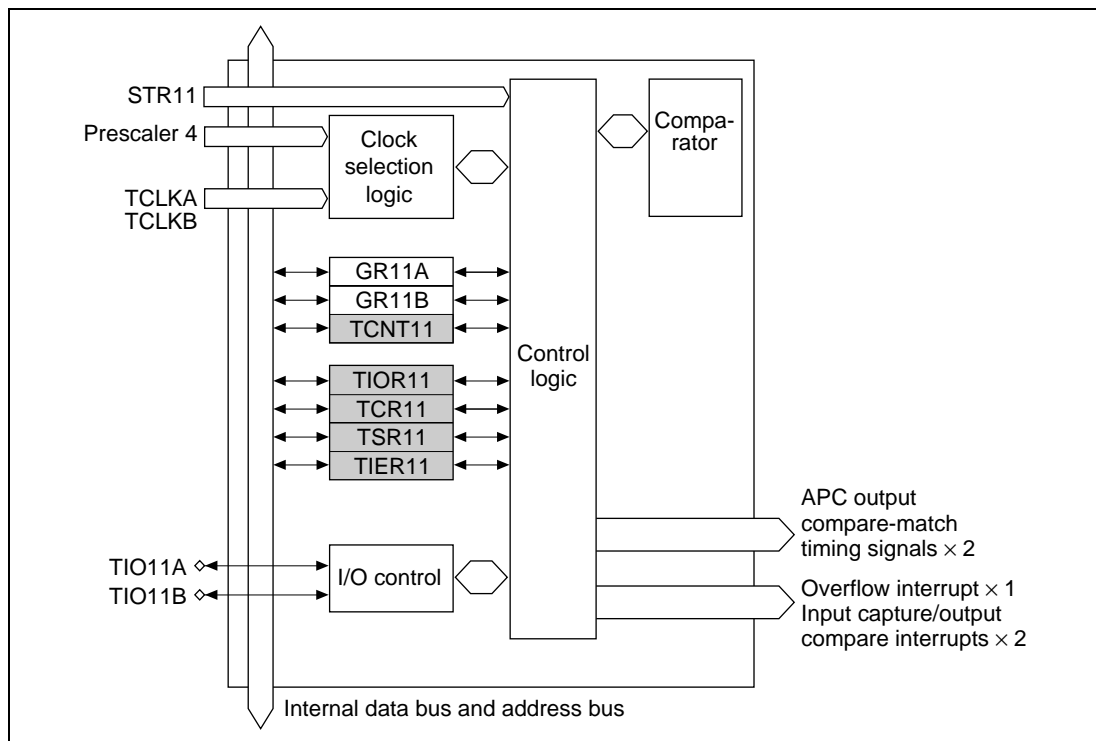 STR11
Prescaler 4
TCLKA
TCLKB
Clock
selection
logic
Compa-
rator
GR11A
GR11B
TCNT11
TIOR11
TCR11
TSR11
TIER11
Control
logic
TIO11A
TIO11B
I/O control
APC output
compare-match
timing signals × 2
Overflow interrupt × 1
Input capture/output
compare interrupts × 2
Internal data bus and address bus